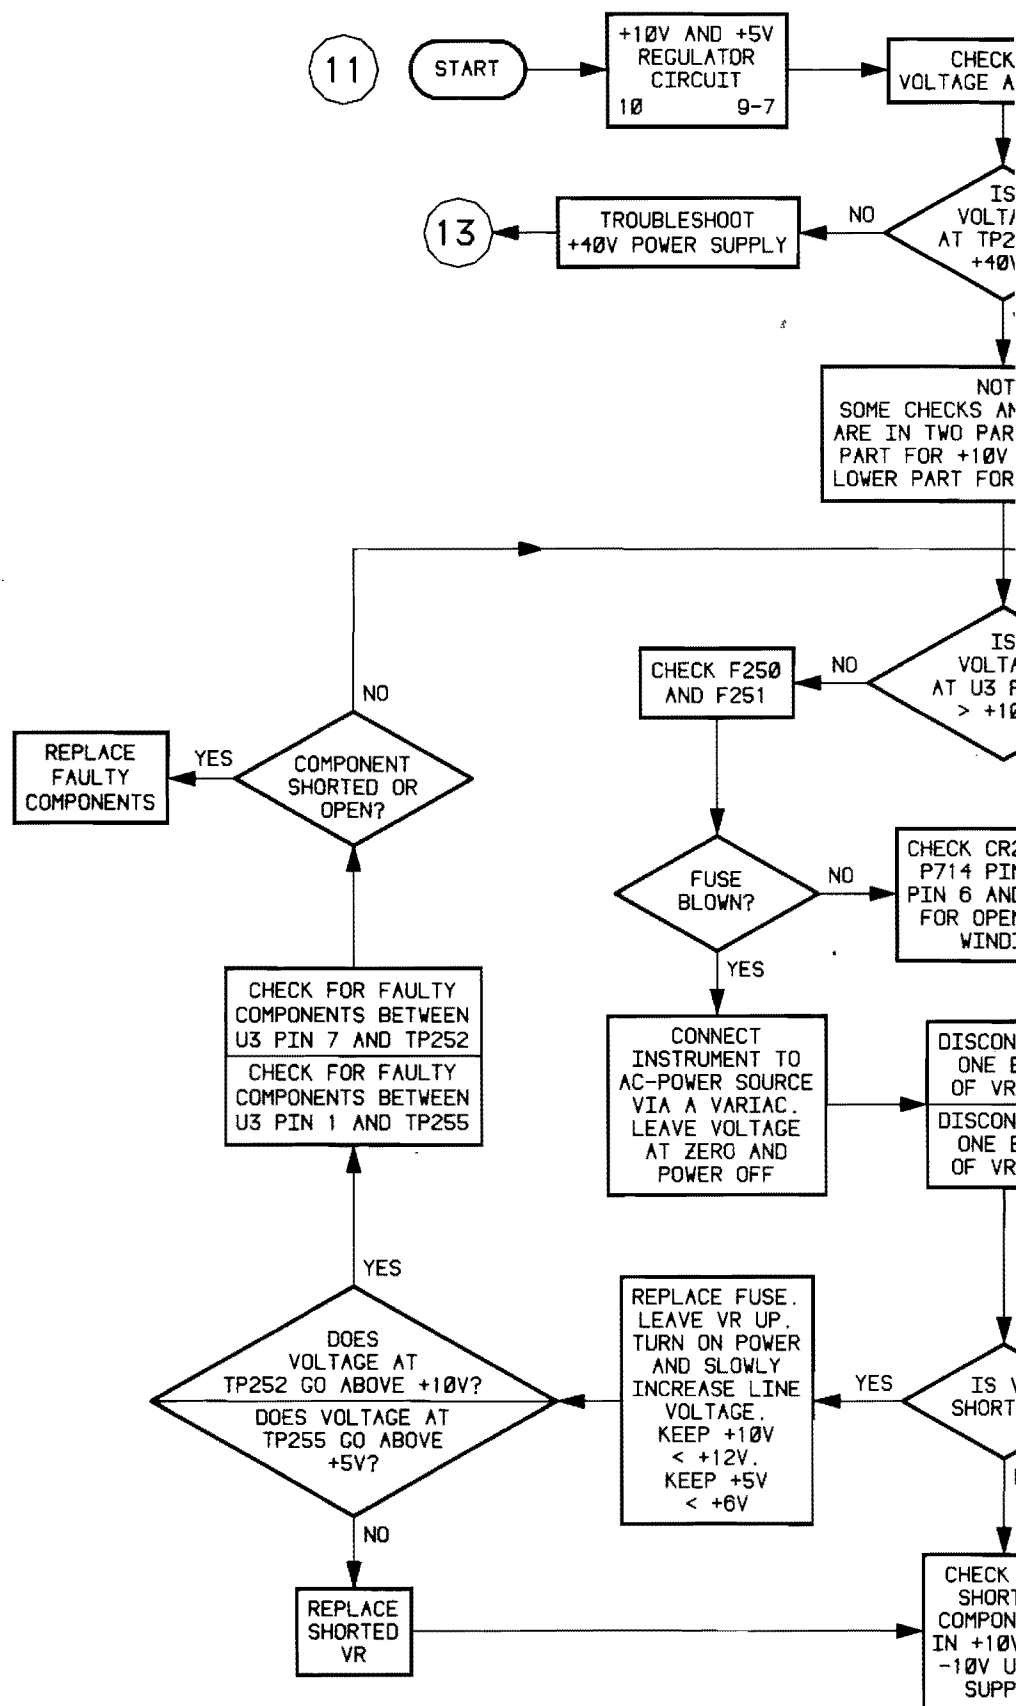 11
START
+10V AND +5V
REGULATOR
CIRCUIT
10 9-7
CHECK
VOLTAGE A
13
TROUBLESHOOT
+40V POWER SUPPLY
NO
IS
VOLTA
AT TP2
+40V
NOT
SOME CHECKS AN
ARE IN TWO PAR
PART FOR +10V
LOWER PART FOR
CHECK F250
AND F251
NO
IS
VOLTA
AT U3 P
> +10
NO
REPLACE
FAULTY
COMPONENTS
YES
COMPONENT
SHORTED OR
OPEN?
FUSE
BLOWN?
NO
YES
CHECK CR2
P714 PIN
PIN 6 AND
FOR OPEN
WINDI
CHECK FOR FAULTY
COMPONENTS BETWEEN
U3 PIN 7 AND TP252
CHECK FOR FAULTY
COMPONENTS BETWEEN
U3 PIN 1 AND TP255
CONNECT
INSTRUMENT TO
AC-POWER SOURCE
VIA A VARIAC.
LEAVE VOLTAGE
AT ZERO AND
POWER OFF
DISCON
ONE E
OF VR
DISCON
ONE E
OF VR
YES
DOES
VOLTAGE AT
TP252 GO ABOVE +10V?
DOES VOLTAGE AT
TP255 GO ABOVE
+5V?
NO
REPLACE FUSE.
LEAVE VR UP.
TURN ON POWER
AND SLOWLY
INCREASE LINE
VOLTAGE.
KEEP +10V
< +12V.
KEEP +5V
< +6V
YES
IS V
SHORT
REPLACE
SHORTED
VR
CHECK
SHORT
COMPON
IN +10V
-10V U
SUPP